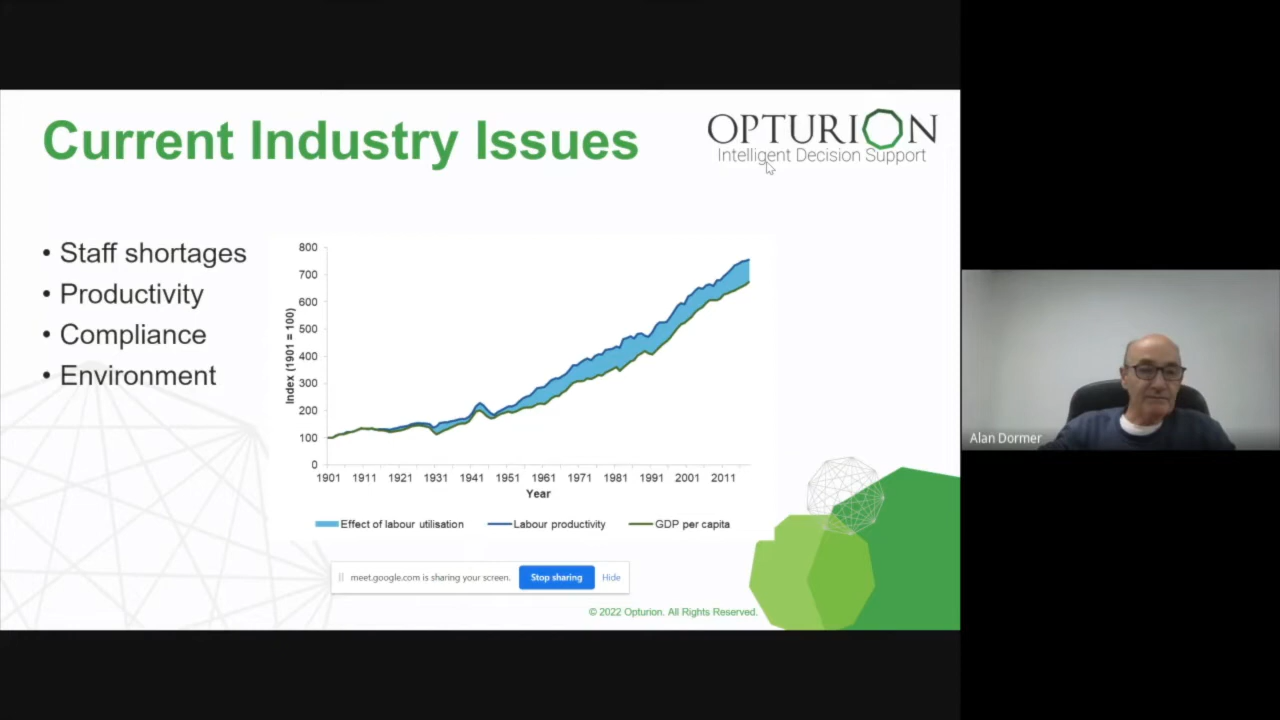 Current Industry Issues
OPTURION
Intelligent Decision Support
• Staff shortages
• Productivity
• Compliance
• Environment
800
700
600
500
400
300
200
100
0
Index (1901 = 100)
1901 1911 1921 1931 1941 1951 1961 1971 1981 1991 2001 2011
Year
Effect of labour utilisation Labour productivity GDP per capita
meet.google.com is sharing your screen. Stop sharing Hide
© 2022 Opturion. All Rights Reserved.
Alan Dormer